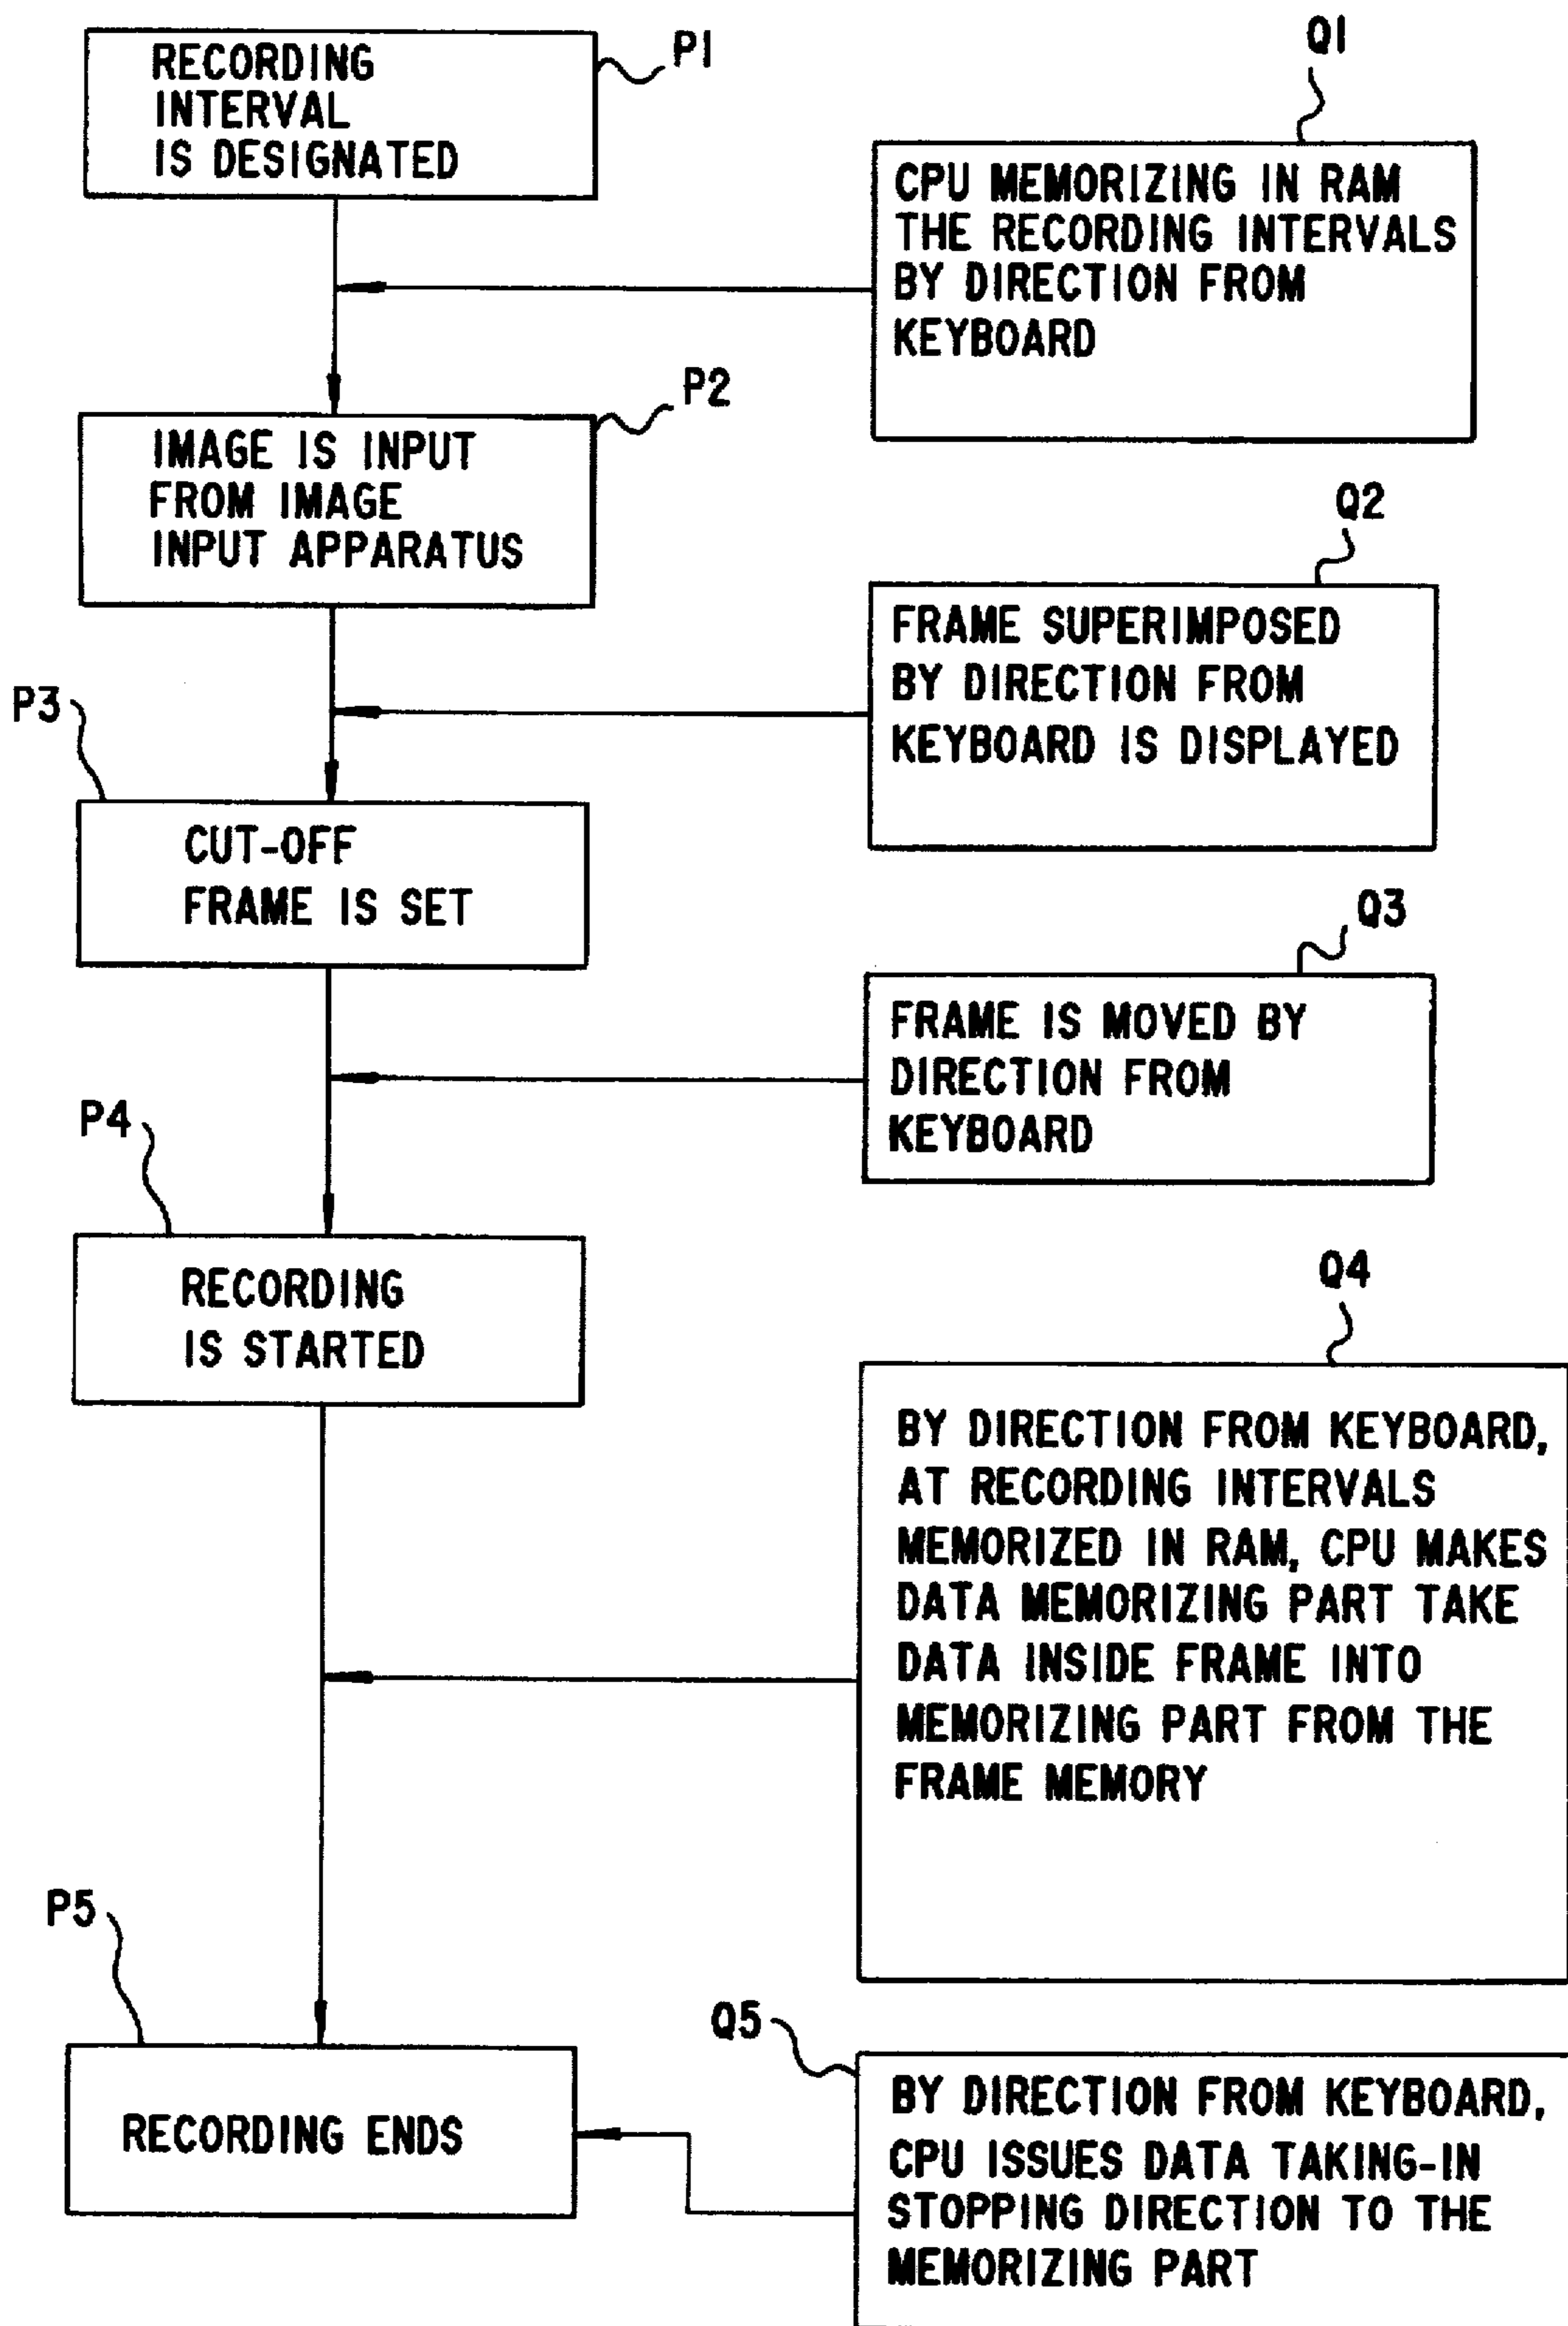 P1
RECORDING
INTERVAL
IS DESIGNATED
Q1
CPU MEMORIZING IN RAM
THE RECORDING INTERVALS
BY DIRECTION FROM
KEYBOARD
P2
IMAGE IS INPUT
FROM IMAGE
INPUT APPARATUS
Q2
FRAME SUPERIMPOSED
BY DIRECTION FROM
KEYBOARD IS DISPLAYED
P3
CUT-OFF
FRAME IS SET
Q3
FRAME IS MOVED BY
DIRECTION FROM
KEYBOARD
P4
RECORDING
IS STARTED
Q4
BY DIRECTION FROM KEYBOARD,
AT RECORDING INTERVALS
MEMORIZED IN RAM, CPU MAKES
DATA MEMORIZING PART TAKE
DATA INSIDE FRAME INTO
MEMORIZING PART FROM THE
FRAME MEMORY
P5
RECORDING ENDS
Q5
BY DIRECTION FROM KEYBOARD,
CPU ISSUES DATA TAKING-IN
STOPPING DIRECTION TO THE
MEMORIZING PART